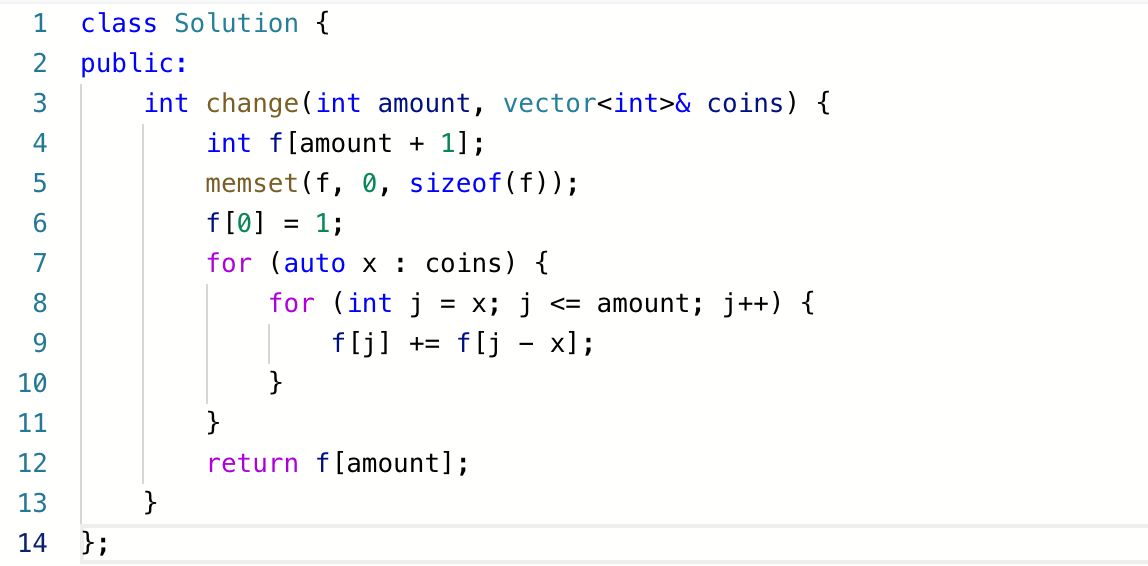 1 class Solution {
2 public:
3     int change(int amount, vector<int>& coins) {
4         int f[amount + 1];
5         memset(f, 0, sizeof(f));
6         f[0] = 1;
7         for (auto x : coins) {
8             for (int j = x; j <= amount; j++) {
9                 f[j] += f[j - x];
10             }
11         }
12         return f[amount];
13     }
14 };